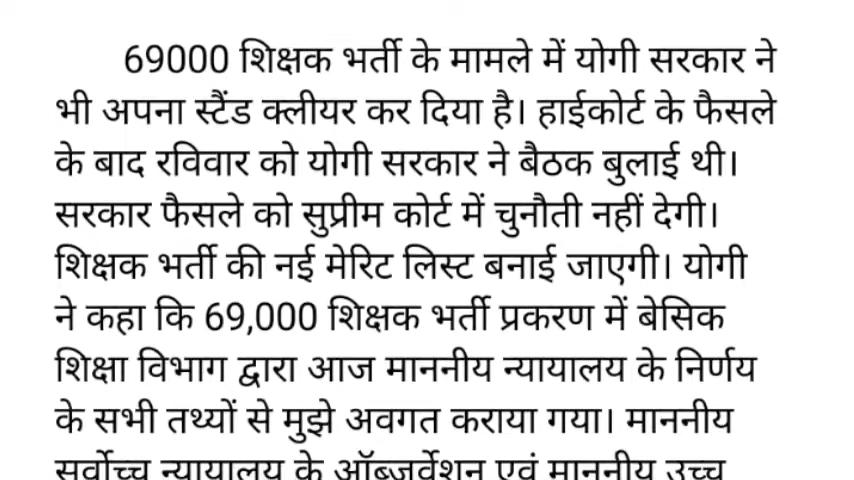 69000 शिक्षक भर्ती के मामले में योगी सरकार ने
भी अपना स्टैंड क्लीयर कर दिया है। हाईकोर्ट के फैसले
के बाद रविवार को योगी सरकार ने बैठक बुलाई थी।
सरकार फैसले को सुप्रीम कोर्ट में चुनौती नहीं देगी।
शिक्षक भर्ती की नई मेरिट लिस्ट बनाई जाएगी। योगी
ने कहा कि 69,000 शिक्षक भर्ती प्रकरण में बेसिक
शिक्षा विभाग द्वारा आज माननीय न्यायालय के निर्णय
के सभी तथ्यों से मुझे अवगत कराया गया। माननीय
सर्वोच्च न्यायालय के ऑब्जर्वेशन एवं माननीय उच्च